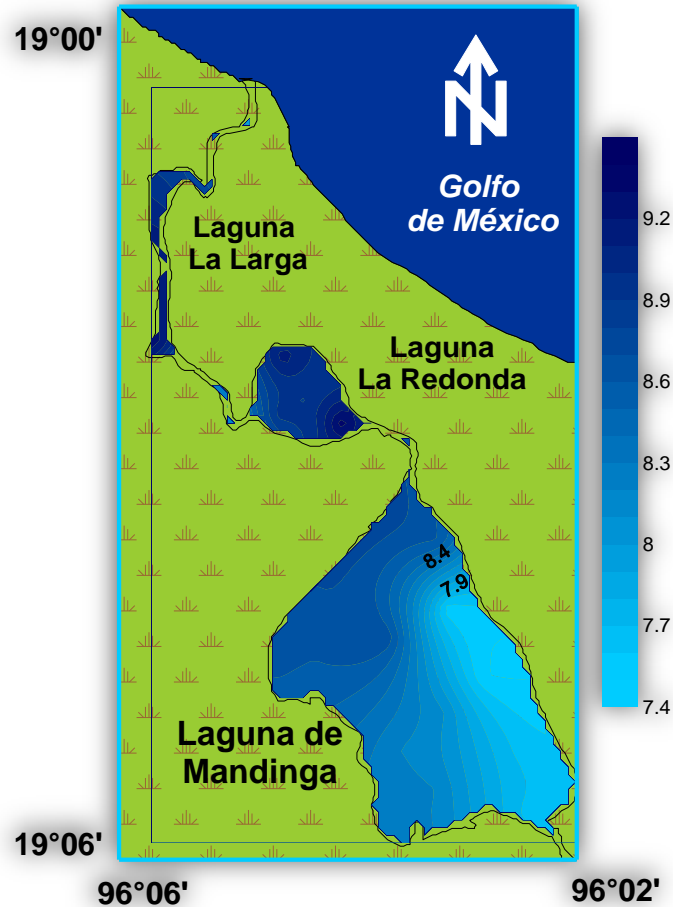 19°00'
N
Golfo
de México
Laguna
La Larga
Laguna
La Redonda
8.4
7.9
Laguna de
Mandinga
9.2
8.9
8.6
8.3
8
7.7
7.4
19°06'
96°06'
96°02'